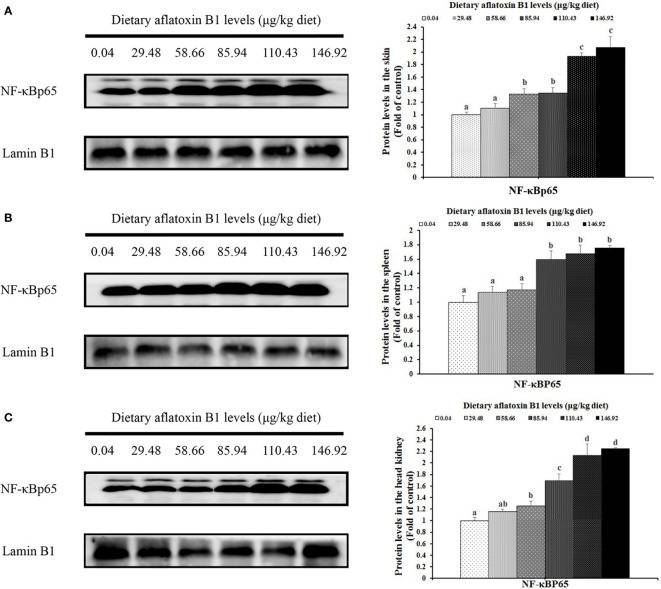 A
Dietary aflatoxin B1 levels (μg/kg diet)
0.04 29.48 58.66 85.94 110.43 146.92
NF-κBp65
Lamin B1
Dietary aflatoxin B1 levels (μg/kg diet)
0.04 29.48 58.66 85.94 110.43 146.92
Protein levels in the skin
(Fold of control)
2.4
2.2
2
1.8
1.6
1.4
1.2
1
0.8
0.6
0.4
0.2
0
a a b b c c
NF-κBp65
B
Dietary aflatoxin B1 levels (μg/kg diet)
0.04 29.48 58.66 85.94 110.43 146.92
NF-κBp65
Lamin B1
Dietary aflatoxin B1 levels (μg/kg diet)
0.04 29.48 58.66 85.94 110.43 146.92
Protein levels in the spleen
(Fold of control)
2
1.8
1.6
1.4
1.2
1
0.8
0.6
0.4
0.2
0
a a a b b b
NF-κBP65
C
Dietary aflatoxin B1 levels (μg/kg diet)
0.04 29.48 58.66 85.94 110.43 146.92
NF-κBp65
Lamin B1
Dietary aflatoxin B1 levels (μg/kg diet)
0.04 29.48 58.66 85.94 110.43 146.92
Protein levels in the head kidney
(Fold of control)
2.6
2.4
2.2
2
1.8
1.6
1.4
1.2
1
0.8
0.6
0.4
0.2
0
a ab b c d d
NF-κBP65